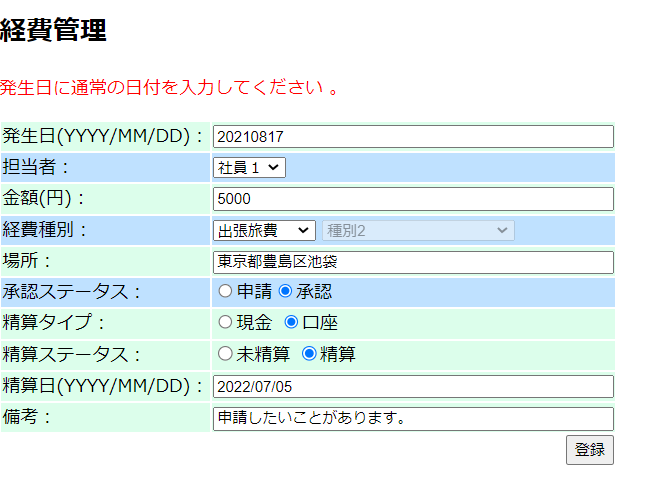 経費管理
発生日に通常の日付を入力してください 。
発生日(YYYY/MM/DD)： 20210817
担当者： 社員１
金額(円)： 5000
経費種別： 出張旅費 種別2
場所： 東京都豊島区池袋
承認ステータス： 申請 承認
精算タイプ： 現金 口座
精算ステータス： 未精算 精算
精算日(YYYY/MM/DD)： 2022/07/05
備考： 申請したいことがあります。
登録